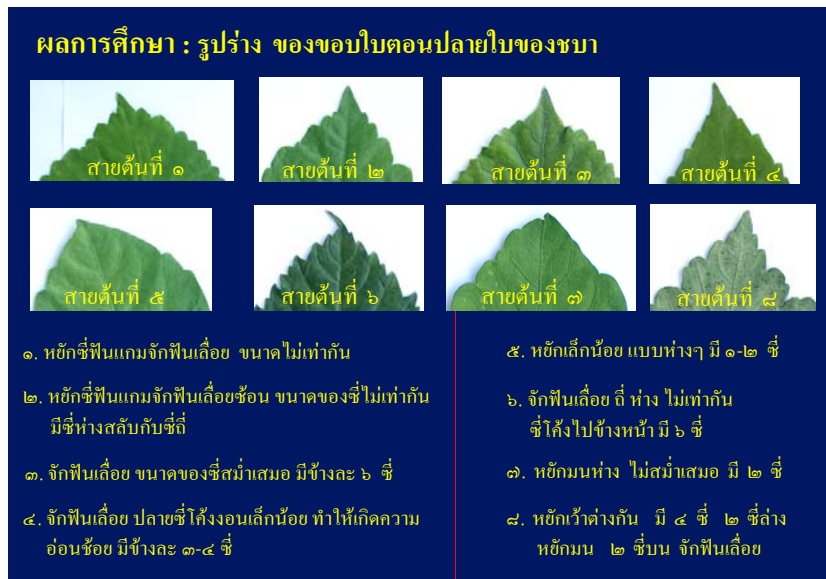 ผลการศึกษา : รูปร่าง ของขอบใบตอนปลายใบของชบา
สายต้นที่ ๑
สายต้นที่ ๒
สายต้นที่ ๓
สายต้นที่ ๔
สายต้นที่ ๕
สายต้นที่ ๖
สายต้นที่ ๗
สายต้นที่ ๘
๑. หยักซี่ฟันแกมจักฟันเลื่อย ขนาดไม่เท่ากัน
๒. หยักซี่ฟันแกมจักฟันเลื่อยซ้อน ขนาดของซี่ไม่เท่ากัน
มีซี่ห่างสลับกับซี่ถี่
๓. จักฟันเลื่อย ขนาดของซี่สม่ำเสมอ มีข้างละ ๖ ซี่
๔. จักฟันเลื่อย ปลายซี่โค้งงอนเล็กน้อย ทำให้เกิดความ
อ่อนช้อย มีข้างละ ๓-๔ ซี่
๕. หยักเล็กน้อย แบบห่างๆ มี ๑-๒ ซี่
๖. จักฟันเลื่อย ถี่ ห่าง ไม่เท่ากัน
ซี่โค้งไปข้างหน้า มี ๖ ซี่
๗. หยักมนห่าง ไม่สม่ำเสมอ มี ๒ ซี่
๘. หยักเว้าต่างกัน มี ๔ ซี่ ๒ ซี่ล่าง
หยักมน ๒ ซี่บน จักฟันเลื่อย